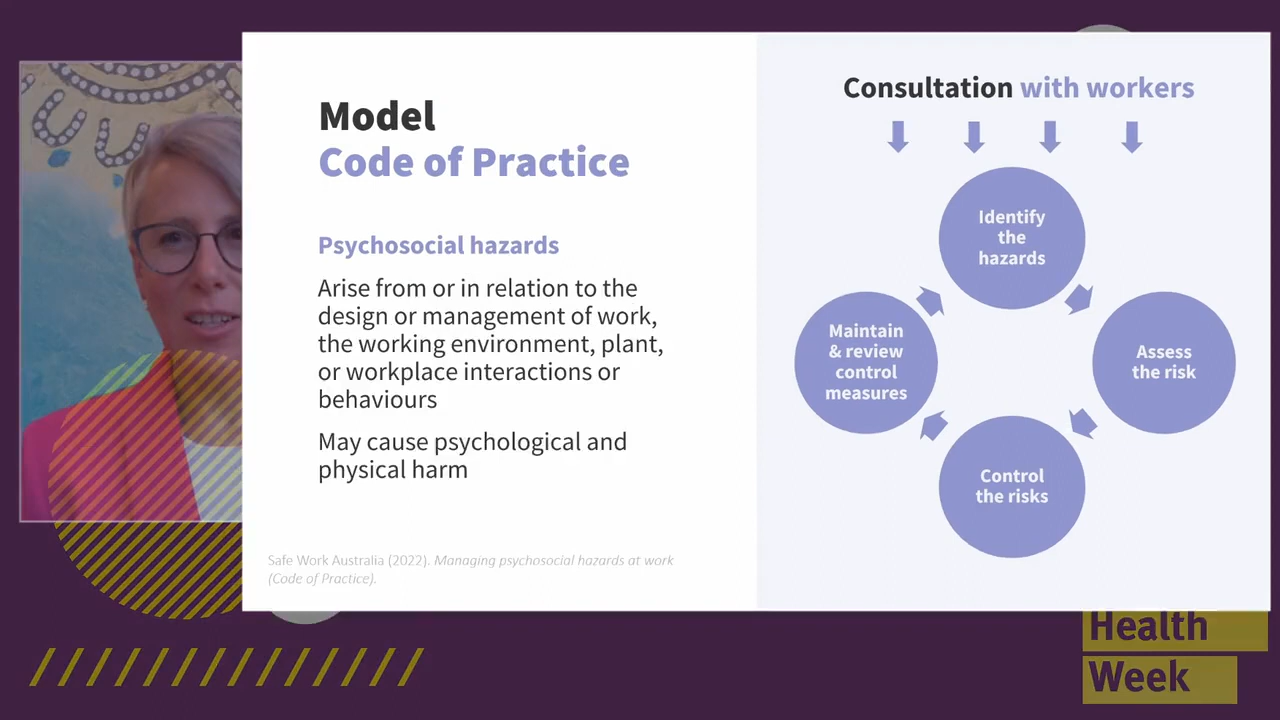 Model
Code of Practice
Psychosocial hazards
Arise from or in relation to the
design or management of work,
the working environment, plant,
or workplace interactions or
behaviours
May cause psychological and
physical harm
Safe Work Australia (2022). Managing psychosocial hazards at work
(Code of Practice).
Consultation with workers
Identify
the
hazards
Assess
the risk
Control
the risks
Maintain
& review
control
measures
Health
Week